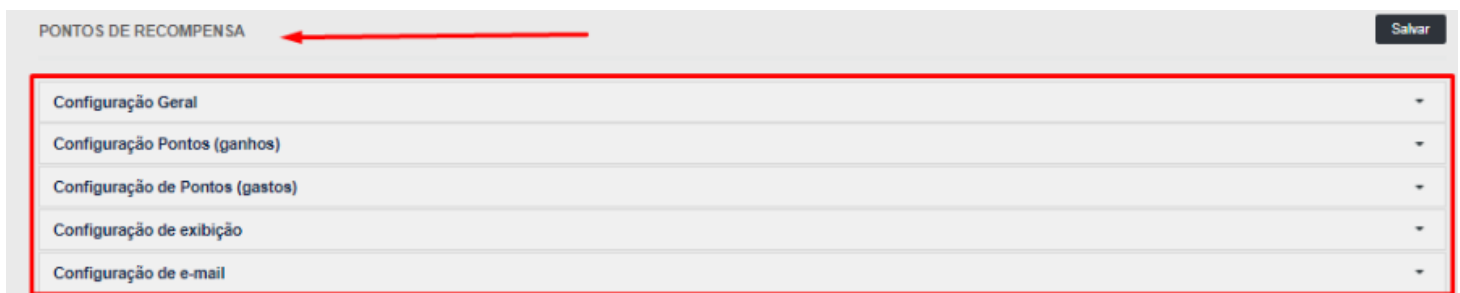 PONTOS DE RECOMPENSA
Salvar
Configuração Geral
Configuração Pontos (ganhos)
Configuração de Pontos (gastos)
Configuração de exibição
Configuração de e-mail